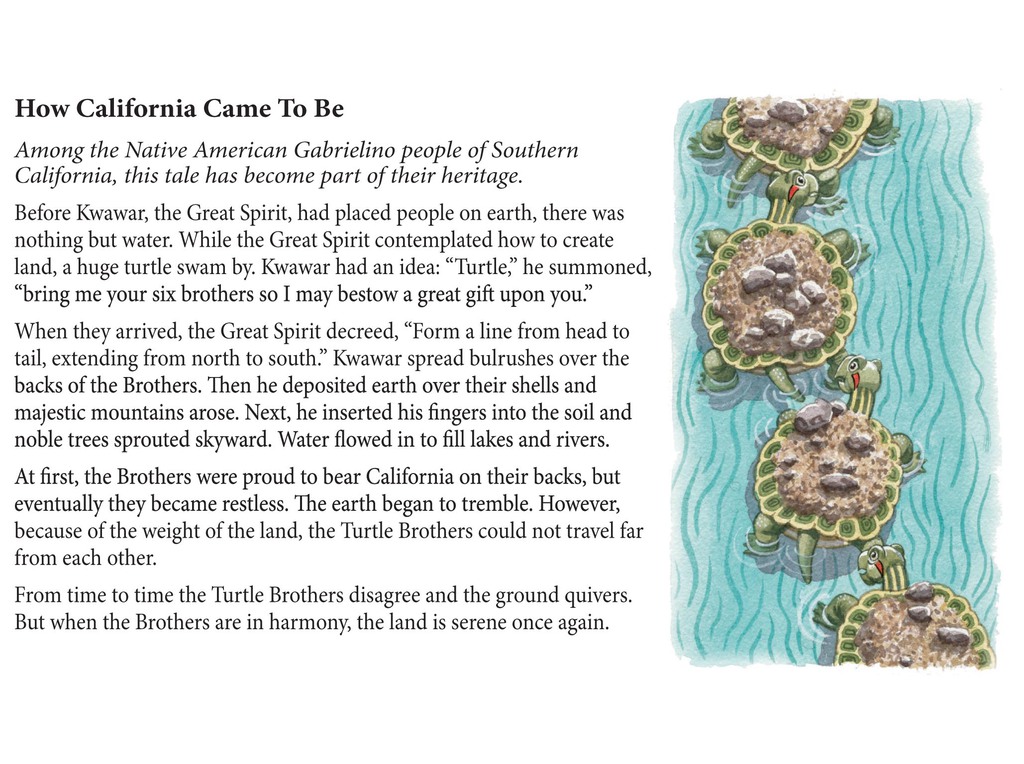 How California Came To Be
Among the Native American Gabrielino people of Southern
California, this tale has become part of their heritage.
Before Kwawar, the Great Spirit, had placed people on earth, there was
nothing but water. While the Great Spirit contemplated how to create
land, a huge turtle swam by. Kwawar had an idea: “Turtle,” he summoned,
“bring me your six brothers so I may bestow a great gift upon you.”
When they arrived, the Great Spirit decreed, “Form a line from head to
tail, extending from north to south.” Kwawar spread bulrushes over the
backs of the Brothers. Then he deposited earth over their shells and
majestic mountains arose. Next, he inserted his fingers into the soil and
noble trees sprouted skyward. Water flowed in to fill lakes and rivers.
At first, the Brothers were proud to bear California on their backs, but
eventually they became restless. The earth began to tremble. However,
because of the weight of the land, the Turtle Brothers could not travel far
from each other.
From time to time the Turtle Brothers disagree and the ground quivers.
But when the Brothers are in harmony, the land is serene once again.